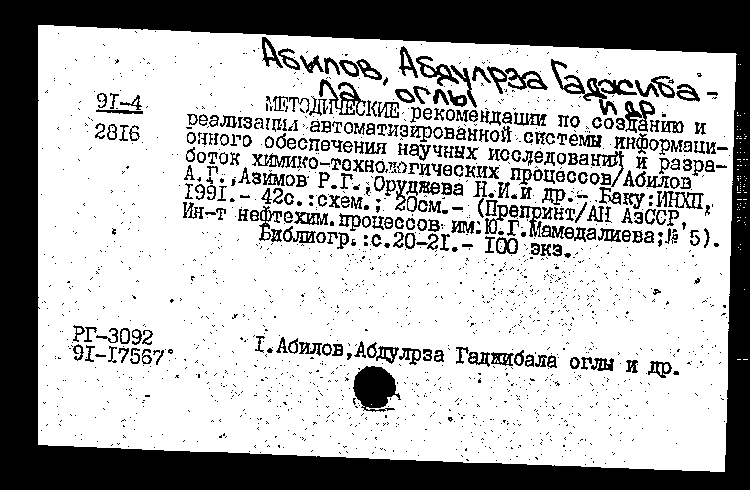 Абилов, Абдулрза Гаджиба-
ла оглы и др.
91-4
2816
МЕТОДИЧЕСКИЕ рекомендации по созданию и
реализации автоматизированной системы информаци-
онного обеспечения научных исследований и разра-
боток химико-технологических процессов/Абилов
А.Г.,Азимов Р.Г.,Оруджева Н.И.и др.- Баку:ИНХП,
1991.- 42с.:схем.; 20см.- (Препринт/АН АзССР,
Ин-т нефтехим.процессов им.Ю.Г.Мамедалиева;№ 5).
Библиогр.:с.20-21.- 100 экз.
РГ-3092
91-17567
1.Абилов,Абдулрза Гаджибала оглы и др.